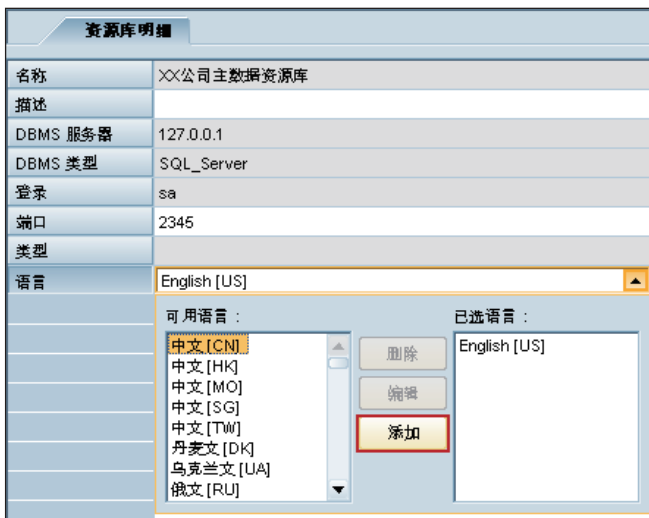 资源库明细
名称 XX公司主数据资源库
描述
DBMS 服务器 127.0.0.1
DBMS 类型 SQL_Server
登录 sa
端口 2345
类型
语言 English [US]
可用语言： 已选语言：
中文 [CN] 删除 English [US]
中文 [HK]
中文 [MO] 编辑
中文 [SG]
中文 [TW] 添加
丹麦文 [DK]
乌克兰文 [UA]
俄文 [RU]